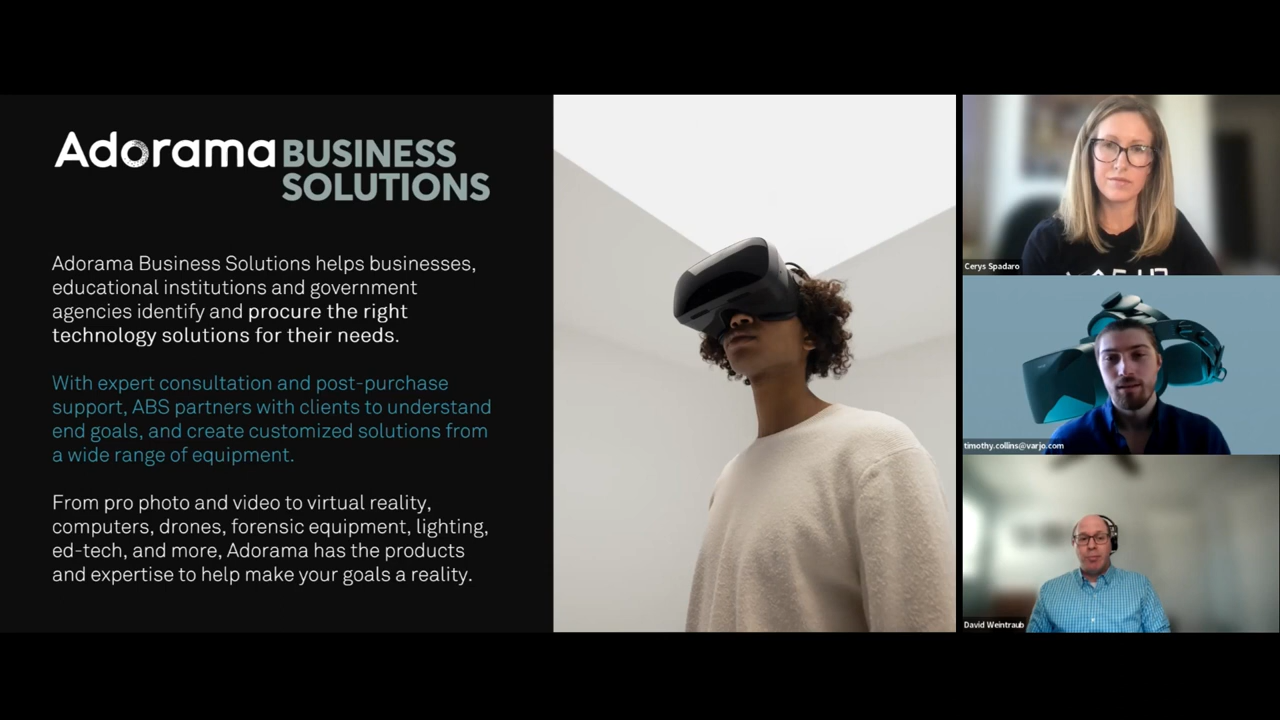 Adorama BUSINESS
SOLUTIONS
Adorama Business Solutions helps businesses,
educational institutions and government
agencies identify and procure the right
technology solutions for their needs.
With expert consultation and post-purchase
support, ABS partners with clients to understand
end goals, and create customized solutions from
a wide range of equipment.
From pro photo and video to virtual reality,
computers, drones, forensic equipment, lighting,
ed-tech, and more, Adorama has the products
and expertise to help make your goals a reality.
Cerys Spadaro
timothy.collins@varjo.com
David Weintraub